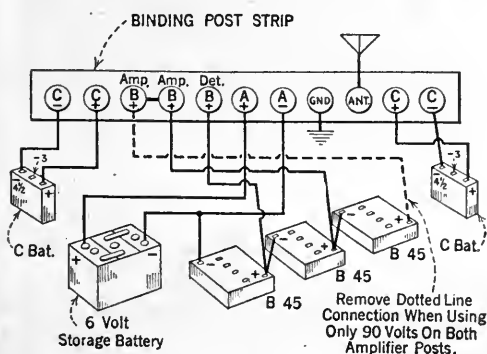 BINDING POST STRIP
Amp. Amp. Det.
C - C + B + B + B + A + A - GND ANT. C + C -
- 4½ -3 +
C Bat.
+ -
6 Volt
Storage Battery
- +
B 45
- +
B 45
- +
B 45
- 4½ -3 +
C Bat.
Remove Dotted Line
Connection When Using
Only 90 Volts On Both
Amplifier Posts.